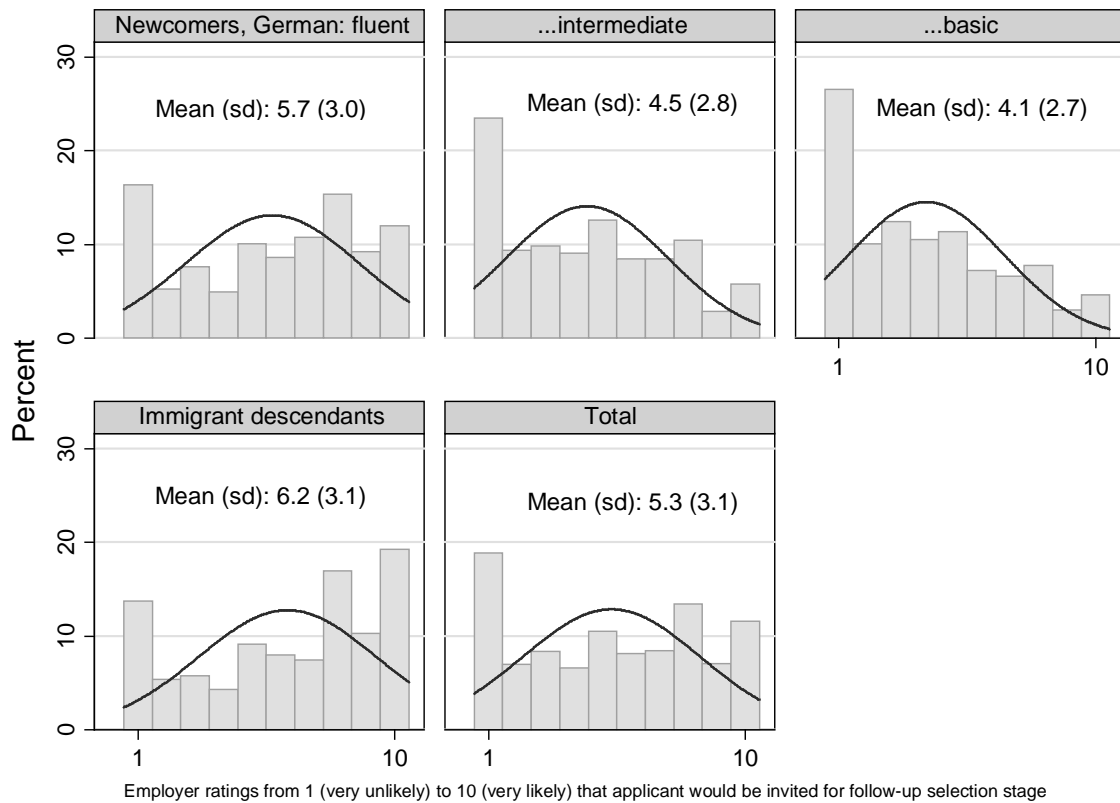 Newcomers, German: fluent
...intermediate
...basic
Mean (sd): 5.7 (3.0)
Mean (sd): 4.5 (2.8)
Mean (sd): 4.1 (2.7)
30
20
10
0
1
10
Percent
Immigrant descendants
Total
Mean (sd): 6.2 (3.1)
Mean (sd): 5.3 (3.1)
30
20
10
0
1
10
1
10
Employer ratings from 1 (very unlikely) to 10 (very likely) that applicant would be invited for follow-up selection stage